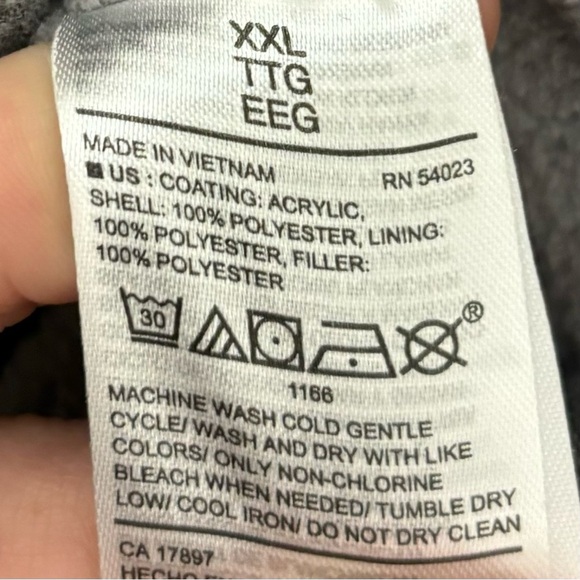 XXL
TTG
EEG
MADE IN VIETNAM
RN 54023
US : COATING: ACRYLIC,
SHELL: 100% POLYESTER, LINING:
100% POLYESTER, FILLER:
100% POLYESTER
30
®
1166
MACHINE WASH COLD GENTLE
CYCLE/ WASH AND DRY WITH LIKE
COLORS/ ONLY NON-CHLORINE
BLEACH WHEN NEEDED/ TUMBLE DRY
LOW/ COOL IRON/ DO NOT DRY CLEAN
CA 17897
HECHO